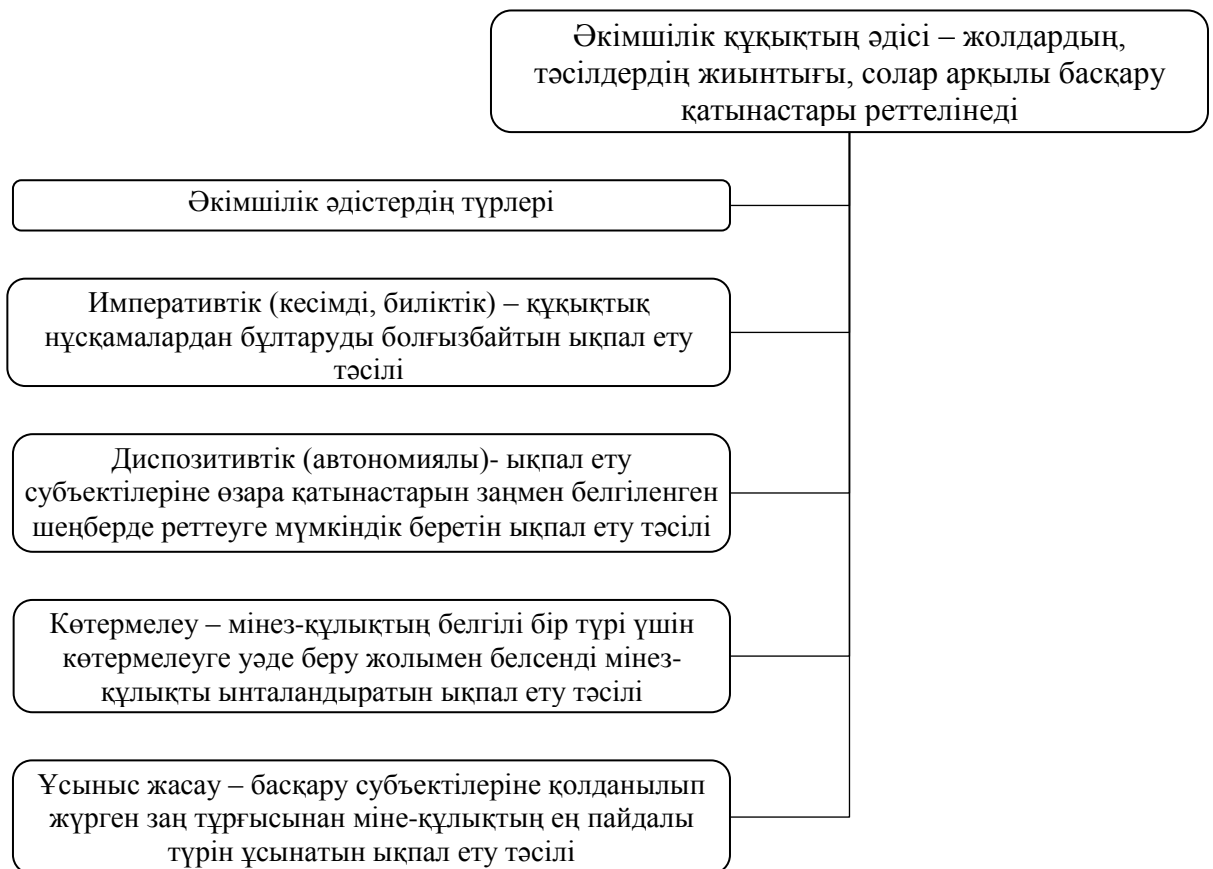 Әкімшілік құқықтың әдісі – жолдардың,
тәсілдердің жиынтығы, солар арқылы басқару
қатынастары реттелінеді
Әкімшілік әдістердің түрлері
Императивтік (кесімді, биліктік) – құқықтық
нұсқамалардан бұлтаруды болғызбайтын ықпал ету
тәсілі
Диспозитивтік (автономиялы)- ықпал ету
субъектілеріне өзара қатынастарын заңмен белгіленген
шеңберде реттеуге мүмкіндік беретін ықпал ету тәсілі
Көтермелеу – мінез-құлықтың белгілі бір түрі үшін
көтермелеуге уәде беру жолымен белсенді мінез-
құлықты ынталандыратын ықпал ету тәсілі
Ұсыныс жасау – басқару субъектілеріне қолданылып
жүрген заң тұрғысынан міне-құлықтың ең пайдалы
түрін ұсынатын ықпал ету тәсілі